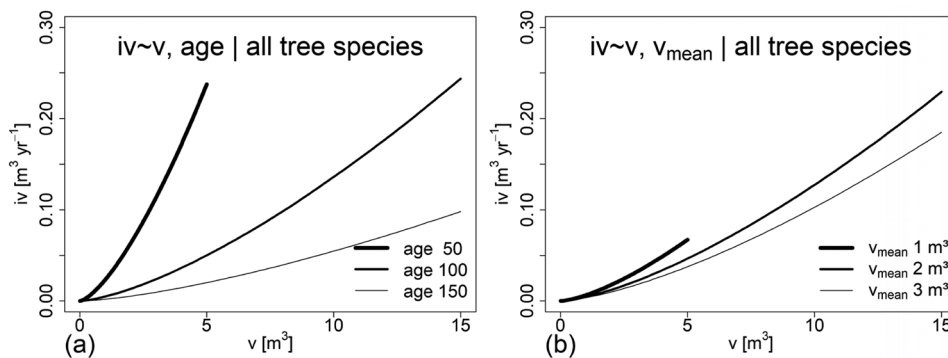 iv~v, age | all tree species
iv [m³ yr⁻¹]
0.30
0.20
0.10
0.00
age 50
age 100
age 150
0
5
10
15
(a)
v [m³]
iv~v, vmean | all tree species
iv [m³ yr⁻¹]
0.30
0.20
0.10
0.00
vmean 1 m³
vmean 2 m³
vmean 3 m³
0
5
10
15
(b)
v [m³]